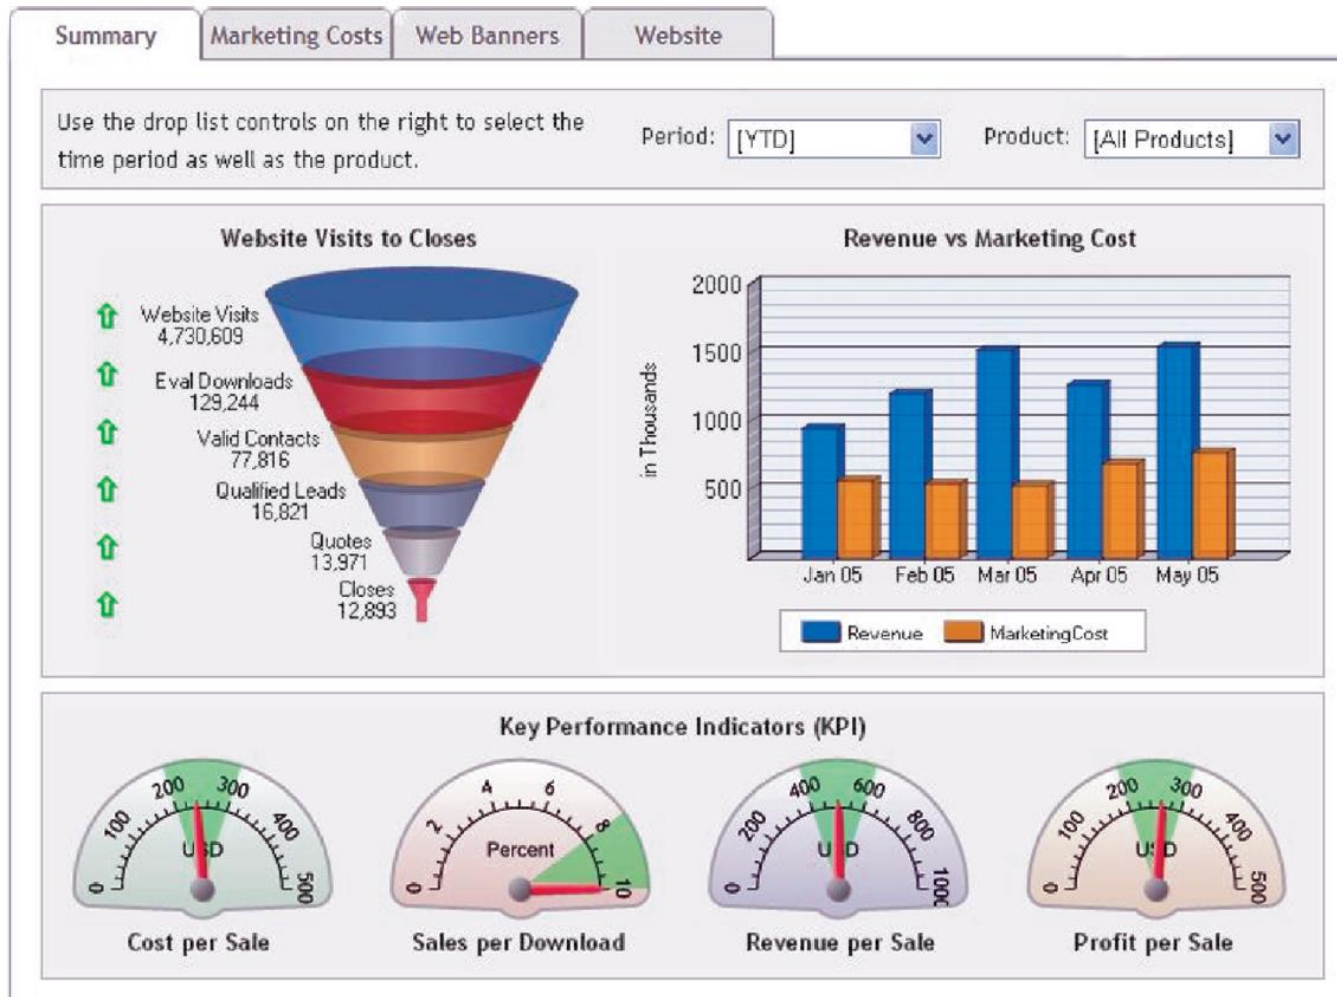 Summary
Marketing Costs
Web Banners
Website
Use the drop list controls on the right to select the
time period as well as the product.
Period: [YTD]
Product: [All Products]
Website Visits to Closes
Website Visits
4,730,609
Eval Downloads
129,244
Valid Contacts
77,816
Qualified Leads
16,821
Quotes
13,971
Closes
12,893
Revenue vs Marketing Cost
in Thousands
2000
1500
1000
500
Jan 05 Feb 05 Mar 05 Apr 05 May 05
Revenue MarketingCost
Key Performance Indicators (KPI)
0 100 200 300 400 500
USD
Cost per Sale
0 2 4 6 8 10
Percent
Sales per Download
0 200 400 600 800 1000
USD
Revenue per Sale
0 100 200 300 400 500
USD
Profit per Sale